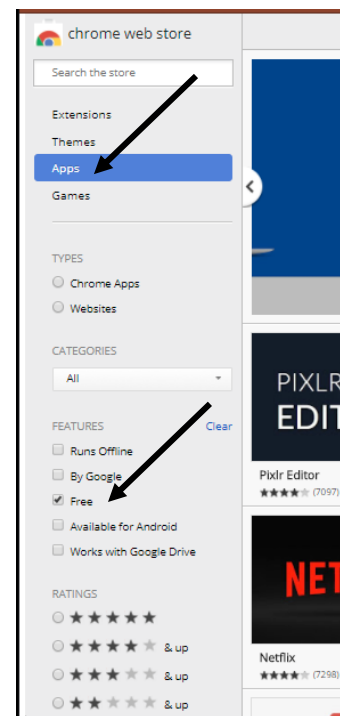 chrome web store
Search the store
Extensions
Themes
Apps
Games
TYPES
Chrome Apps
Websites
CATEGORIES
All
FEATURES Clear
Runs Offline
By Google
Free
Available for Android
Works with Google Drive
RATINGS
& up
& up
& up
PIXLR
EDIT
Pixlr Editor
(7097)
NET
Netflix
(7298)